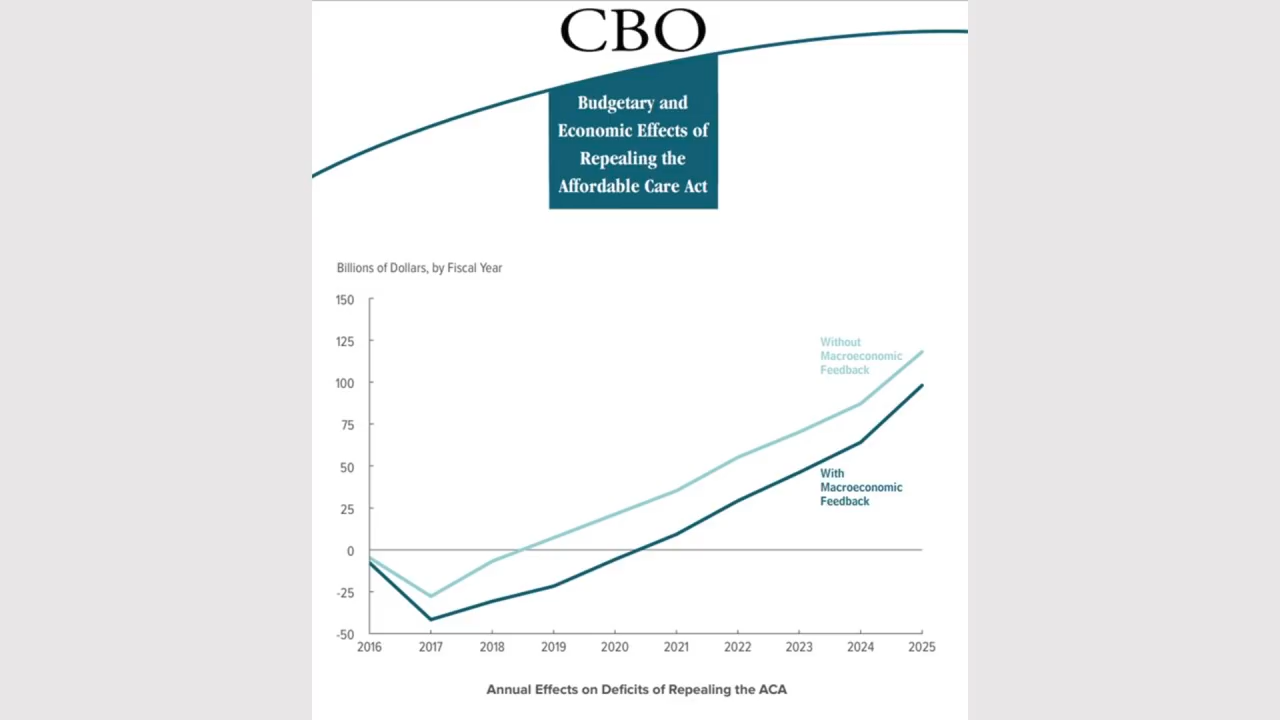 CBO
Budgetary and
Economic Effects of
Repealing the
Affordable Care Act
Billions of Dollars, by Fiscal Year
150
125
100
75
50
25
0
-25
-50
Without
Macroeconomic
Feedback
With
Macroeconomic
Feedback
2016 2017 2018 2019 2020 2021 2022 2023 2024 2025
Annual Effects on Deficits of Repealing the ACA